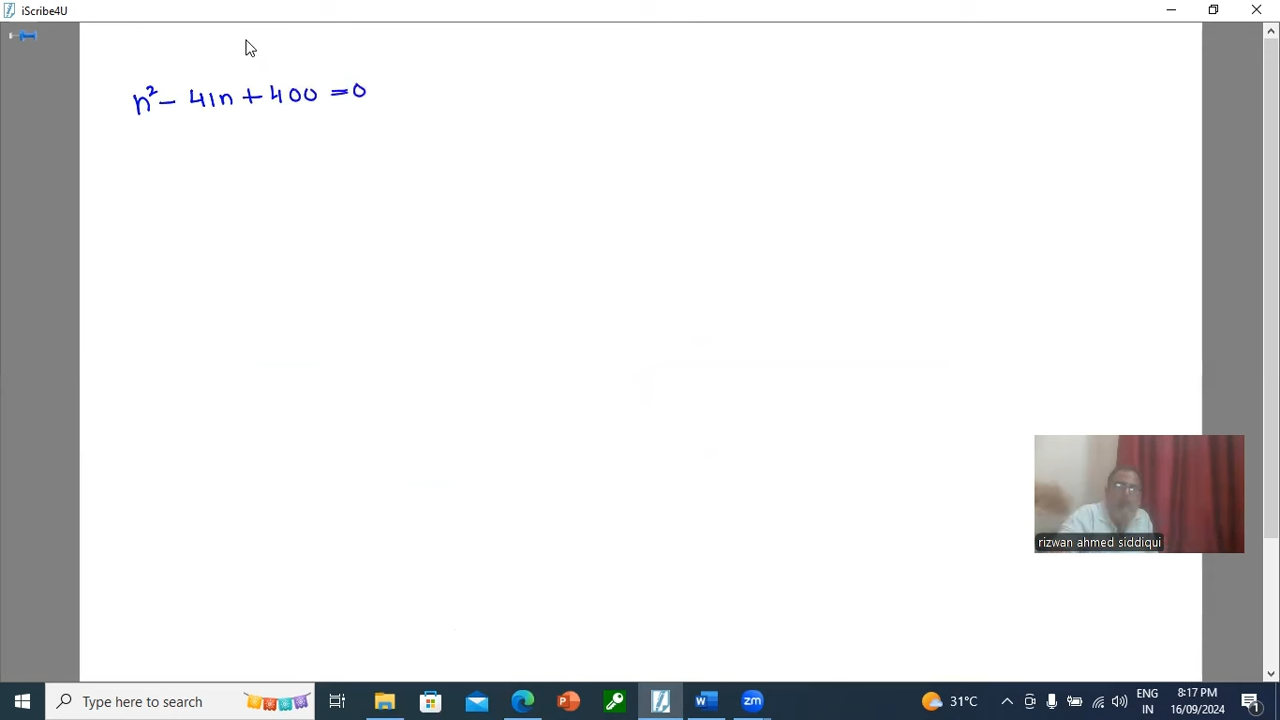 iScribe4U
n² - 41n + 400 = 0
rizwan ahmed siddiqui
Type here to search
31°C
ENG
IN
8:17 PM
16/09/2024
1